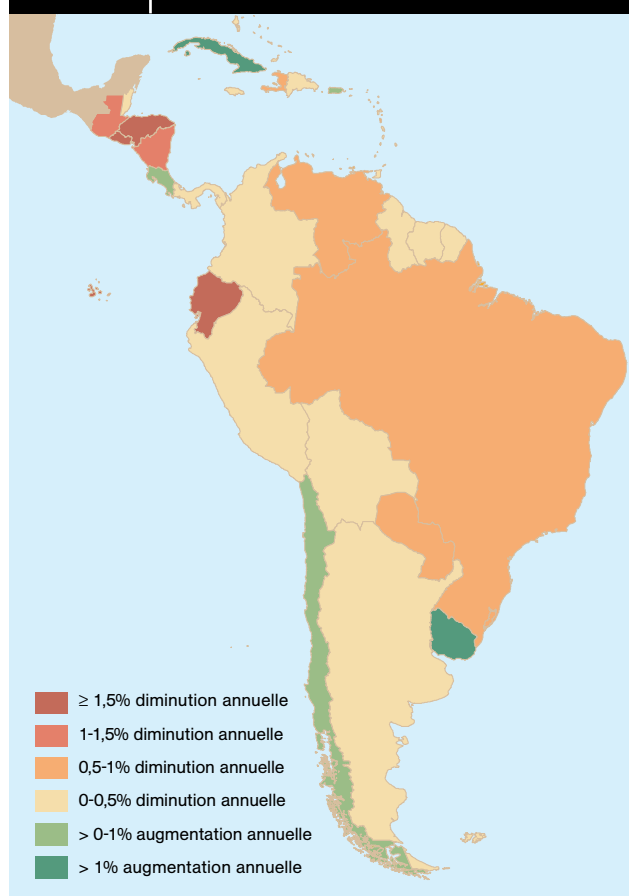 ≥ 1,5% diminution annuelle
1-1,5% diminution annuelle
0,5-1% diminution annuelle
0-0,5% diminution annuelle
> 0-1% augmentation annuelle
> 1% augmentation annuelle